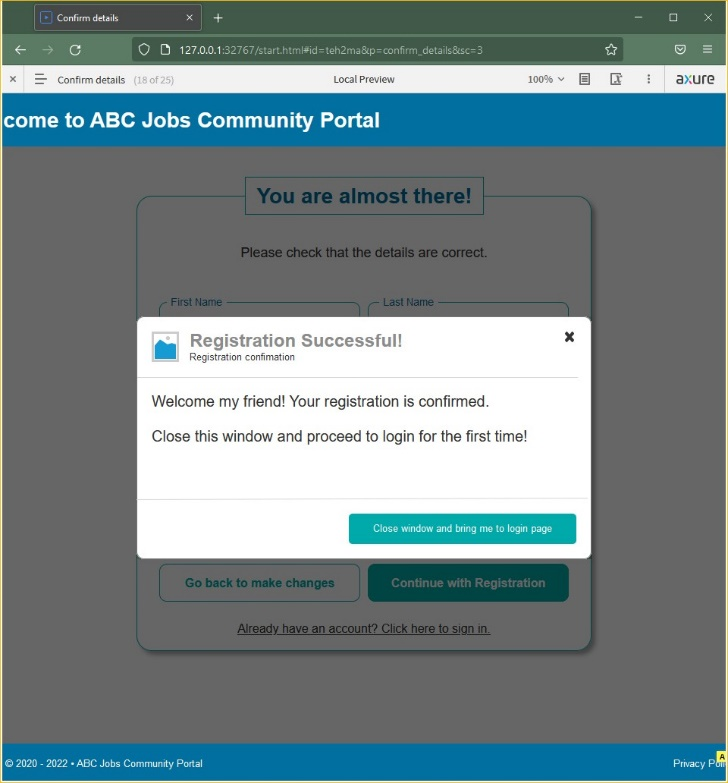 Confirm details
127.0.0.1:32767/start.html#id=teh2ma&p=confirm_details&sc=3
Confirm details (18 of 25)
Local Preview
100%
axure
come to ABC Jobs Community Portal
You are almost there!
Please check that the details are correct.
First Name
Last Name
Registration Successful!
Registration confimation
Welcome my friend! Your registration is confirmed.
Close this window and proceed to login for the first time!
Close window and bring me to login page
Go back to make changes
Continue with Registration
Already have an account? Click here to sign in.
© 2020 - 2022 • ABC Jobs Community Portal
Privacy
A